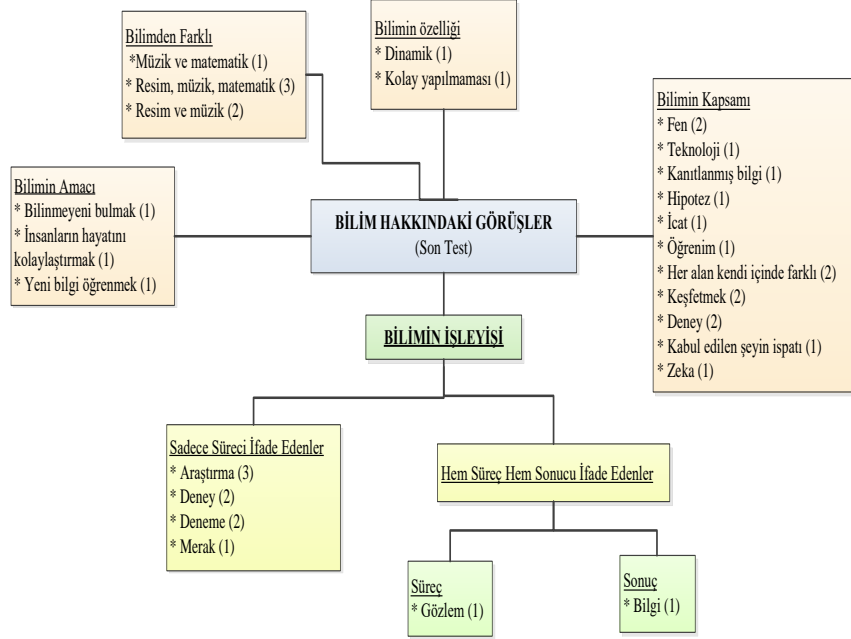 Bilimden Farklı
*Müzik ve matematik (1)
* Resim, müzik, matematik (3)
* Resim ve müzik (2)
Bilimin özelliği
* Dinamik (1)
* Kolay yapılmaması (1)
Bilimin Kapsamı
* Fen (2)
* Teknoloji (1)
* Kanıtlanmış bilgi (1)
* Hipotez (1)
* İcat (1)
* Öğrenim (1)
* Her alan kendi içinde farklı (2)
* Keşfetmek (2)
* Deney (2)
* Kabul edilen şeyin ispatı (1)
* Zeka (1)
Bilimin Amacı
* Bilinmeyeni bulmak (1)
* İnsanların hayatını
kolaylaştırmak (1)
* Yeni bilgi öğrenmek (1)
BİLİM HAKKINDAKİ GÖRÜŞLER
(Son Test)
BİLİMİN İŞLEYİŞİ
Sadece Süreci İfade Edenler
* Araştırma (3)
* Deney (2)
* Deneme (2)
* Merak (1)
Hem Süreç Hem Sonucu İfade Edenler
Süreç
* Gözlem (1)
Sonuç
* Bilgi (1)